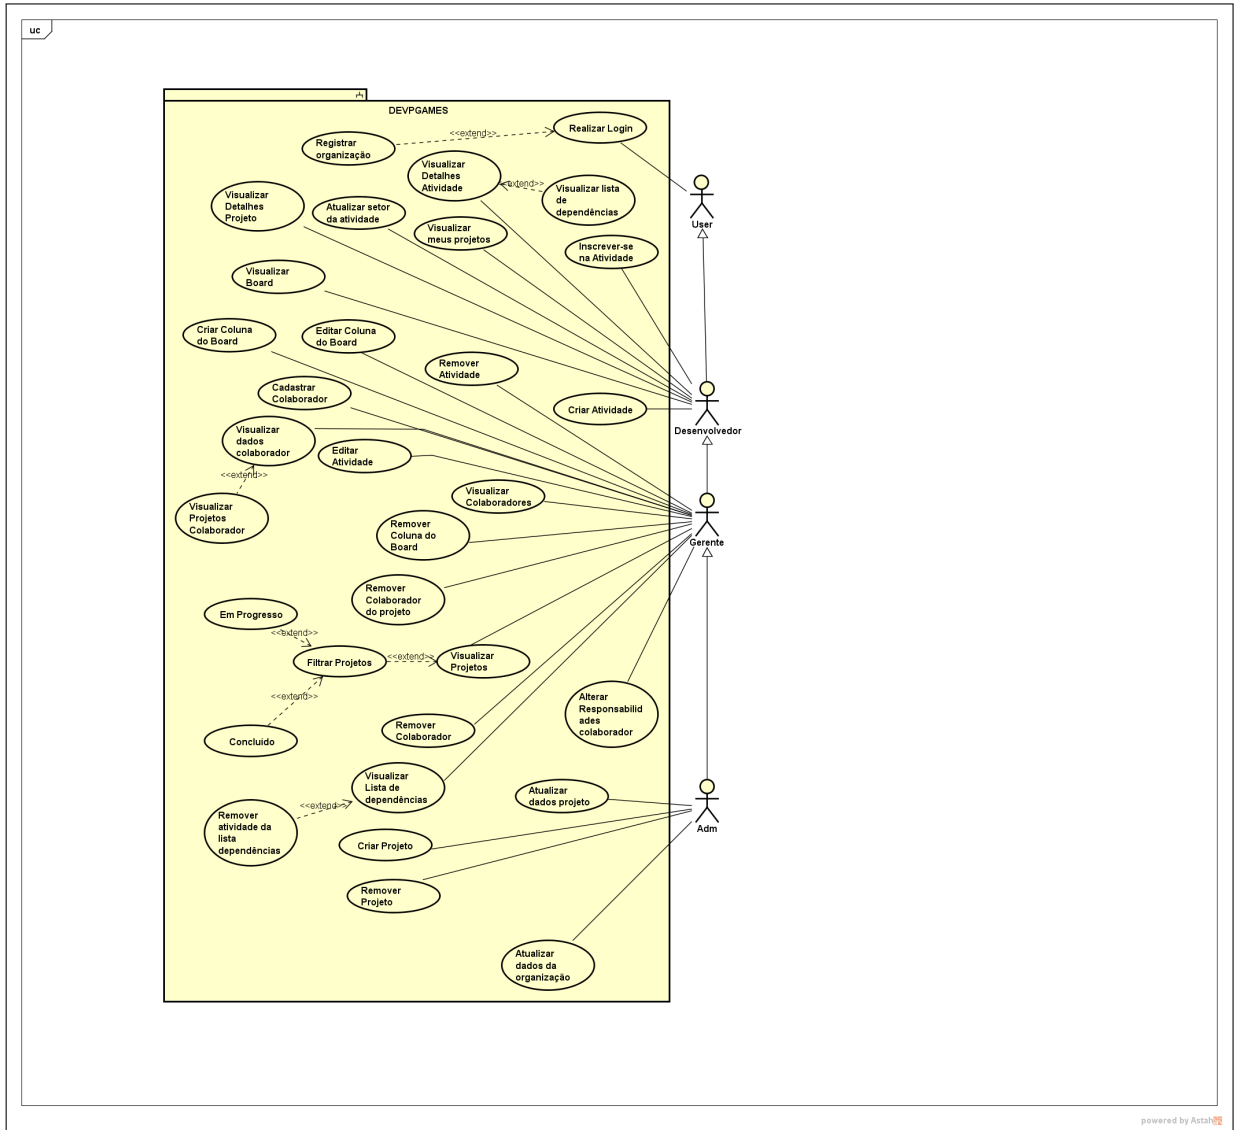 uc
DEVPGAMES
<<extend>>
Realizar Login
Registrar
organização
Visualizar
Detalhes
Atividade
<<extend>>
Visualizar lista
de
dependências
Visualizar
Detalhes
Projeto
Atualizar setor
da atividade
Visualizar
meus projetos
User
Inscrever-se
na Atividade
Visualizar
Board
Criar Coluna
do Board
Editar Coluna
do Board
Remover
Atividade
Cadastrar
Colaborador
Criar Atividade
Desenvolvedor
Visualizar
dados
colaborador
Editar
Atividade
<<extend>>
Visualizar
Projetos
Colaborador
Visualizar
Colaboradores
Remover
Coluna do
Board
Gerente
Remover
Colaborador
do projeto
Em Progresso
<<extend>>
Filtrar Projetos
<<extend>>
Visualizar
Projetos
<<extend>>
Concluído
Remover
Colaborador
Alterar
Responsabilid
ades
colaborador
Visualizar
Lista de
dependências
<<extend>>
Remover
atividade da
lista
dependências
Atualizar
dados projeto
Adm
Criar Projeto
Remover
Projeto
Atualizar
dados da
organização
powered by Astah